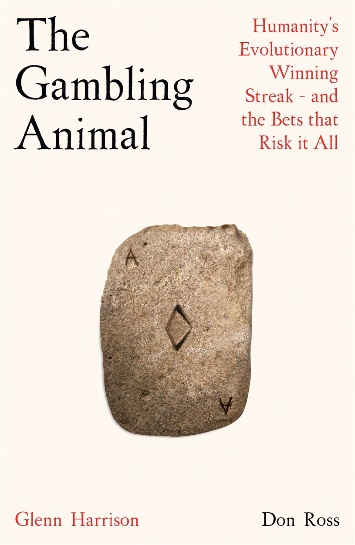 The
Gambling
Animal
Humanity's
Evolutionary
Winning
Streak - and
the Bets that
Risk it All
A
A
Glenn Harrison
Don Ross